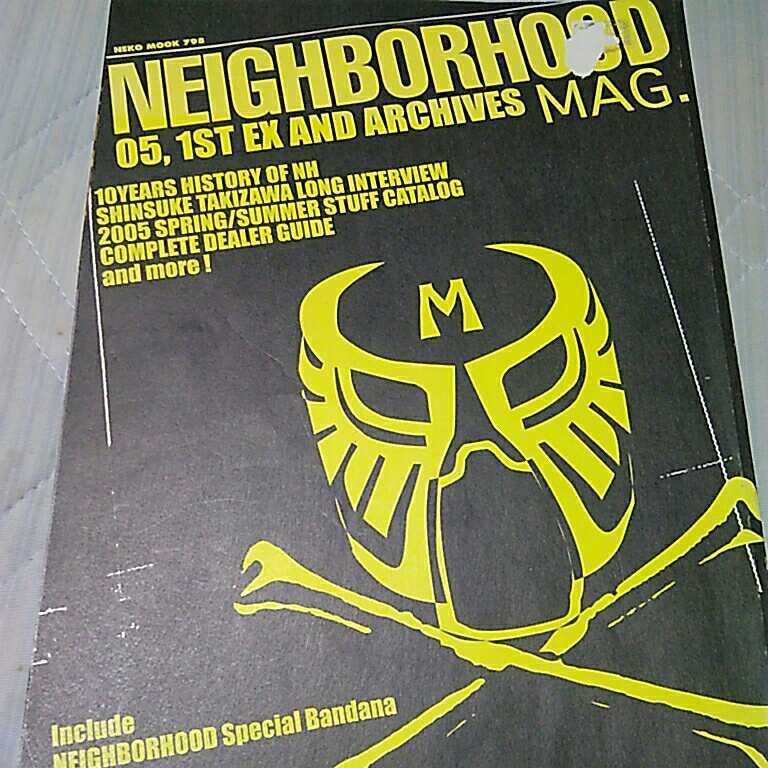 NEKO MOOK 798
NEIGHBORHOOD
MAG.
05, 1ST EX AND ARCHIVES
10YEARS HISTORY OF NH
SHINSUKE TAKIZAWA LONG INTERVIEW
2005 SPRING/SUMMER STUFF CATALOG
COMPLETE DEALER GUIDE
and more !
M
Include
NEIGHBORHOOD Special Bandana